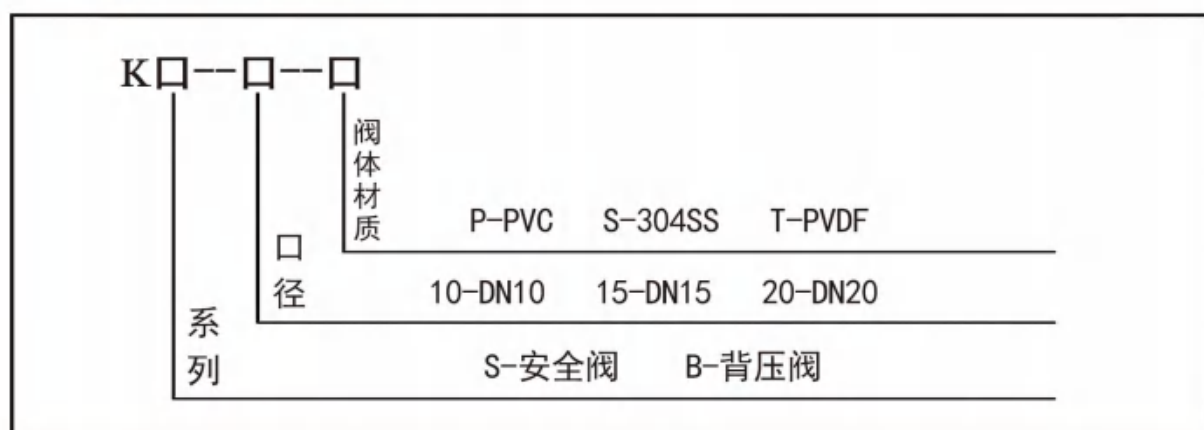 K口--口--口
阀体材质
P-PVC S-304SS T-PVDF
口径
10-DN10 15-DN15 20-DN20
系列
S-安全阀 B-背压阀